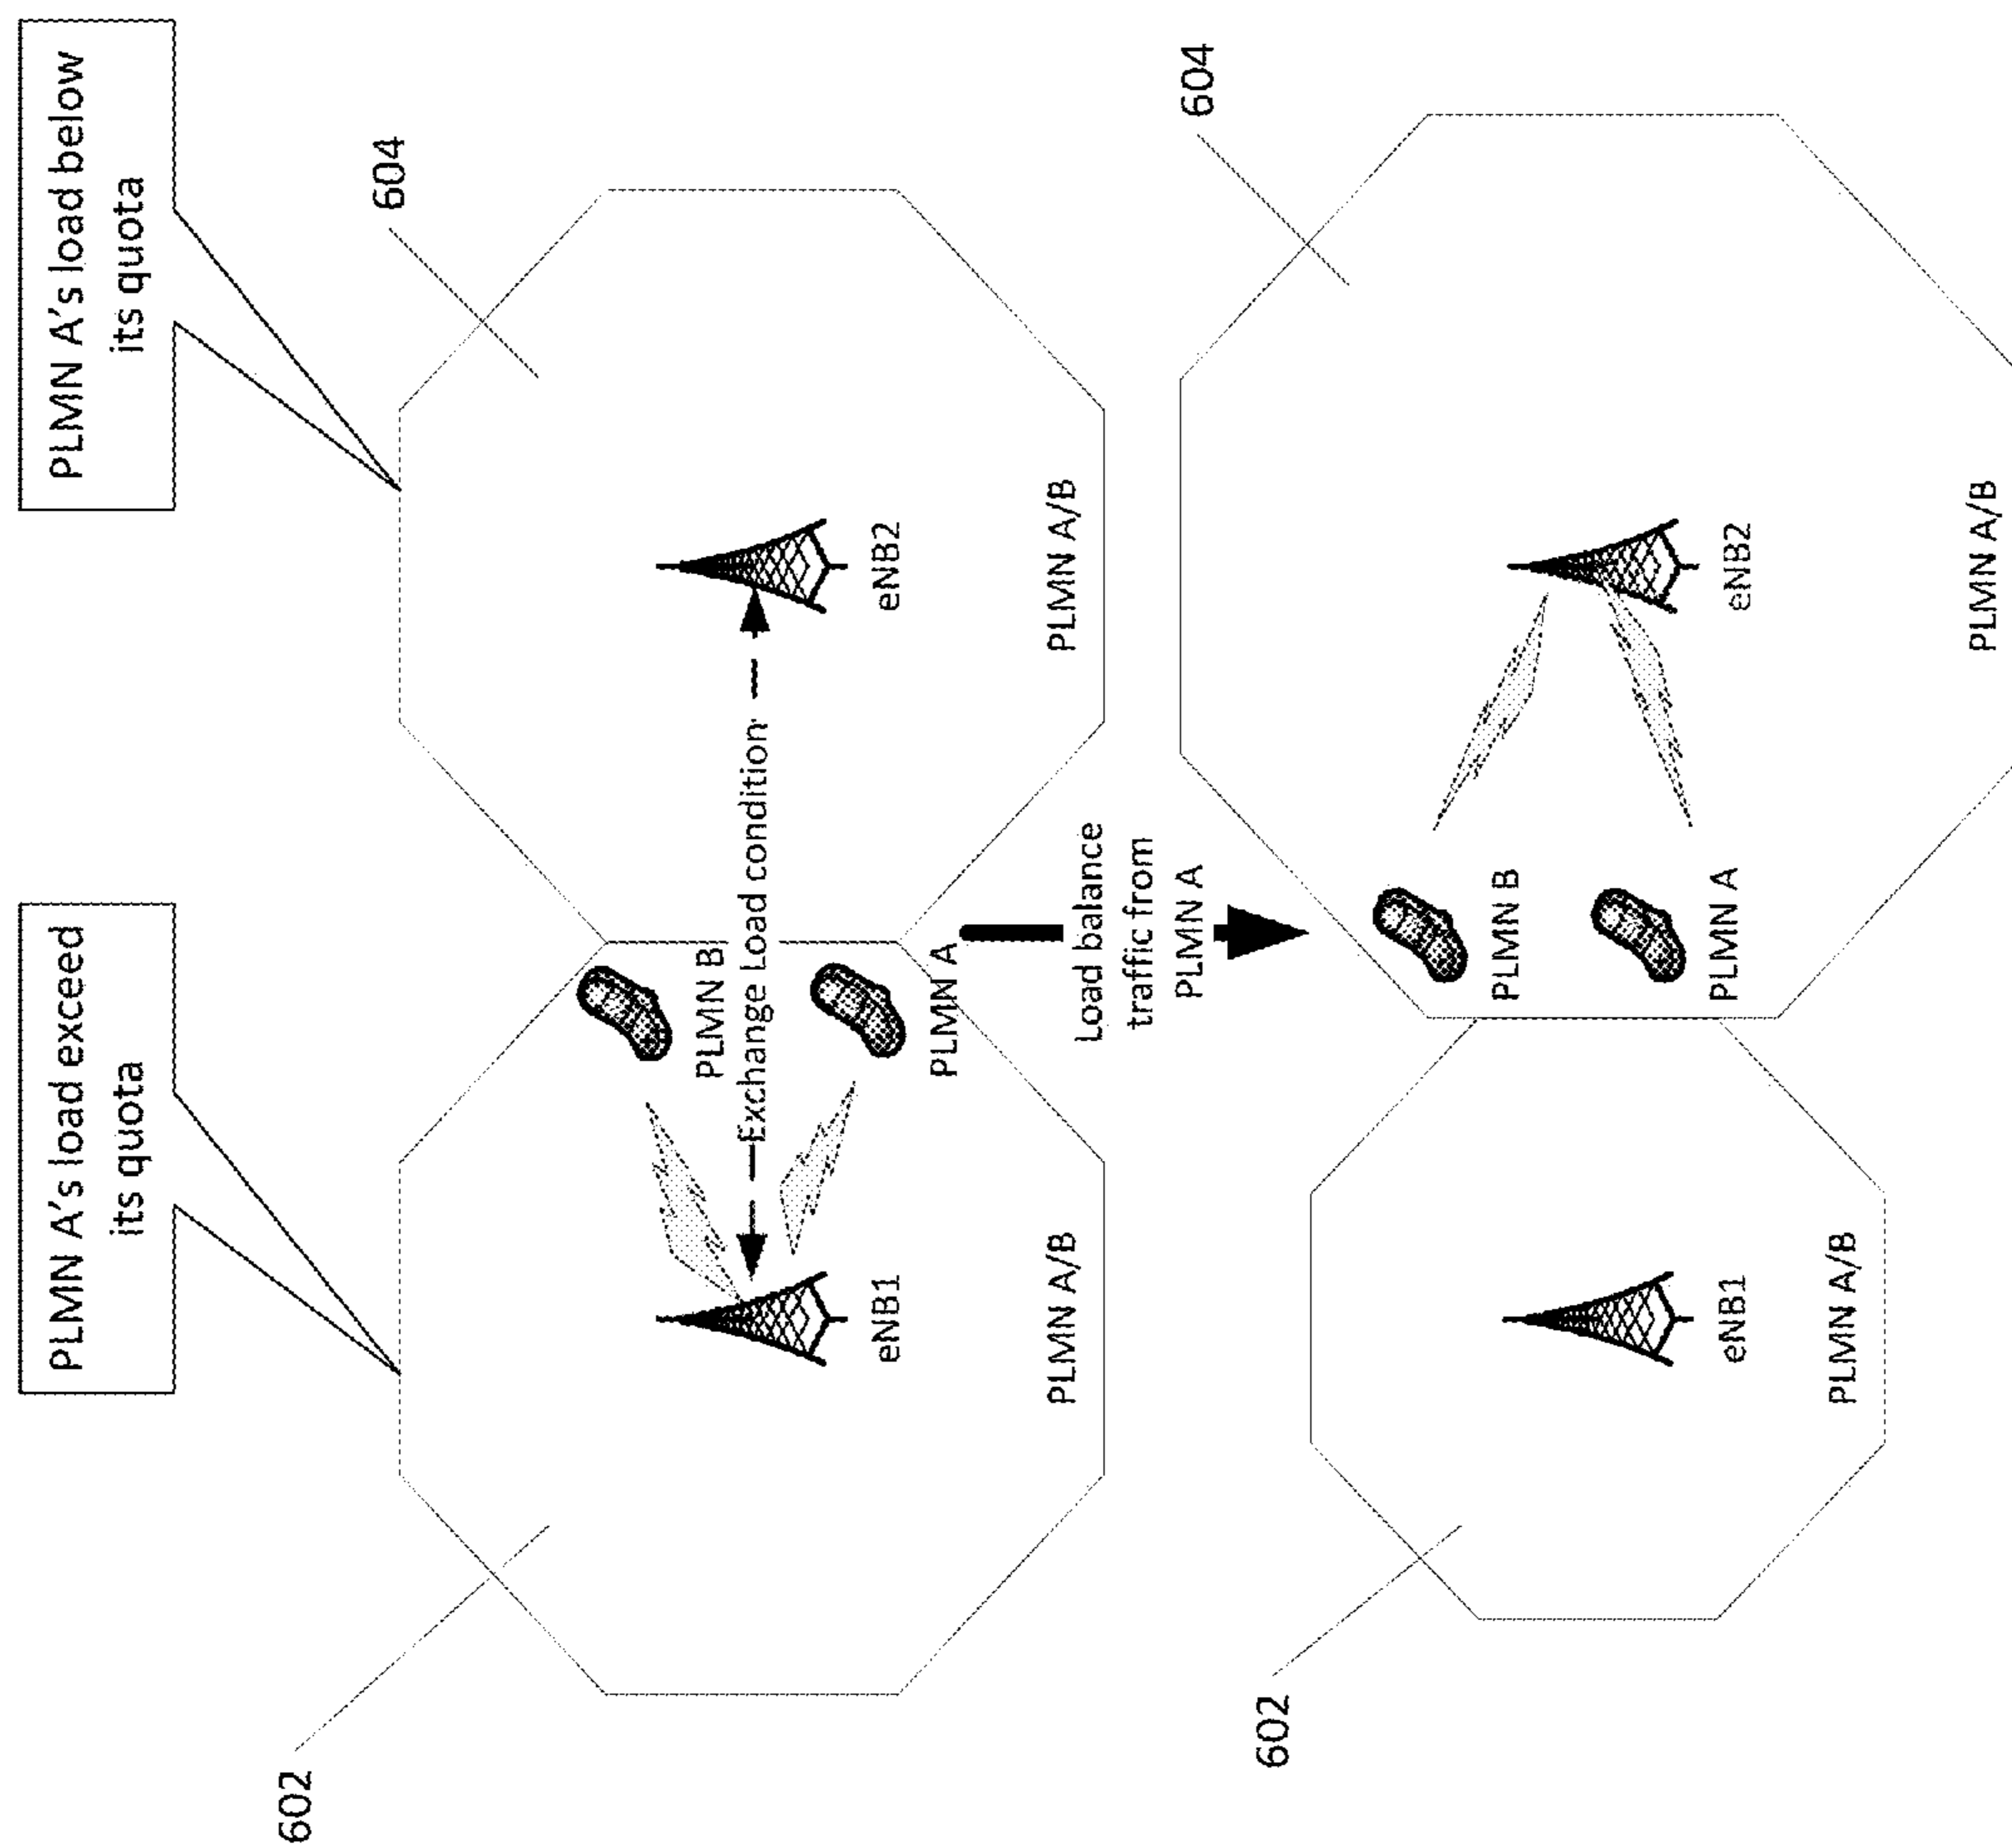 PLMN A's load exceed
its quota
PLMN A's load below
its quota
602
604
PLMN B
Exchange Load condition
PLMN A
eNB1
eNB2
PLMN A/B
PLMN A/B
Load balance
traffic from
PLMN A
602
604
PLMN B
PLMN A
eNB1
eNB2
PLMN A/B
PLMN A/B